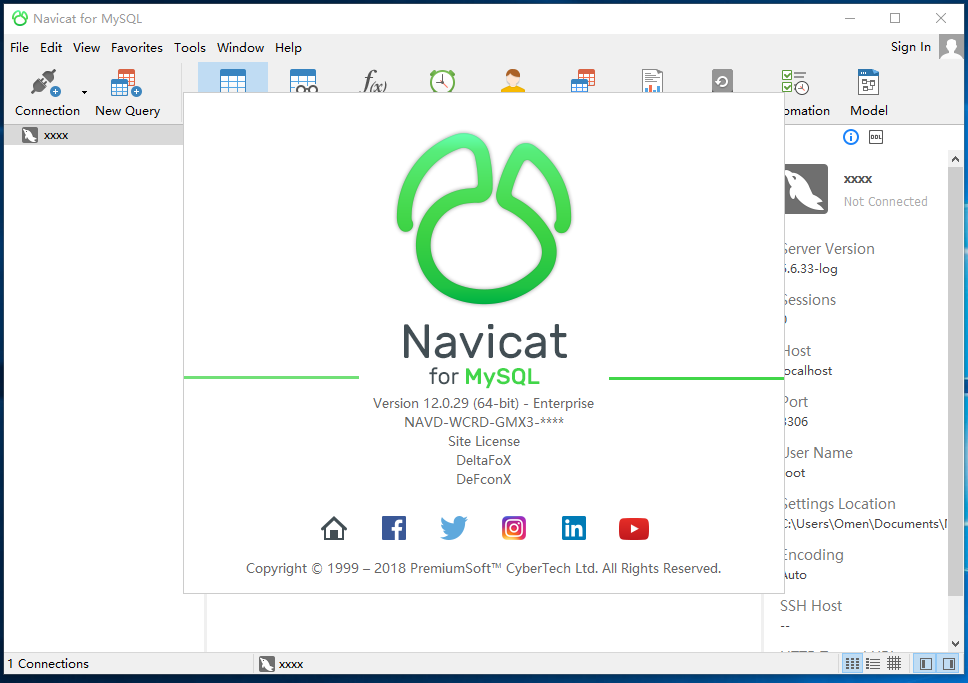 Navicat for MySQL
File Edit View Favorites Tools Window Help
Sign In
f(x)
Connection New Query
omation Model
xxxx
DDL
xxxx
Not Connected
Server Version
5.6.33-log
Sessions
0
Host
localhost
Port
3306
User Name
root
Settings Location
C:\Users\Omen\Documents\N
Encoding
Auto
SSH Host
--
Navicat
for MySQL
Version 12.0.29 (64-bit) - Enterprise
NAVD-WCRD-GMX3-****
Site License
DeltaFoX
DeFconX
Copyright © 1999 – 2018 PremiumSoft™ CyberTech Ltd. All Rights Reserved.
1 Connections
xxxx